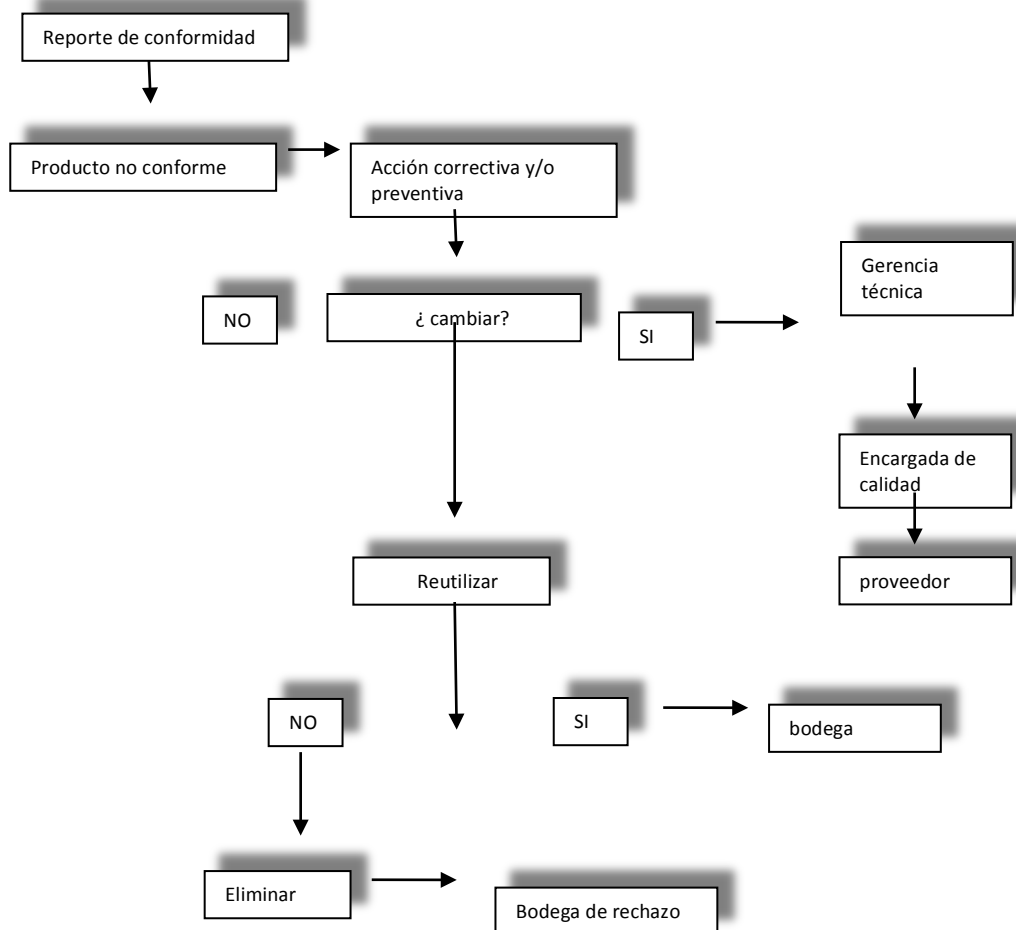 Reporte de conformidad
Producto no conforme
Acción correctiva y/o
preventiva
Gerencia
técnica
NO
¿ cambiar?
SI
Encargada de
calidad
proveedor
Reutilizar
NO
SI
bodega
Eliminar
Bodega de rechazo